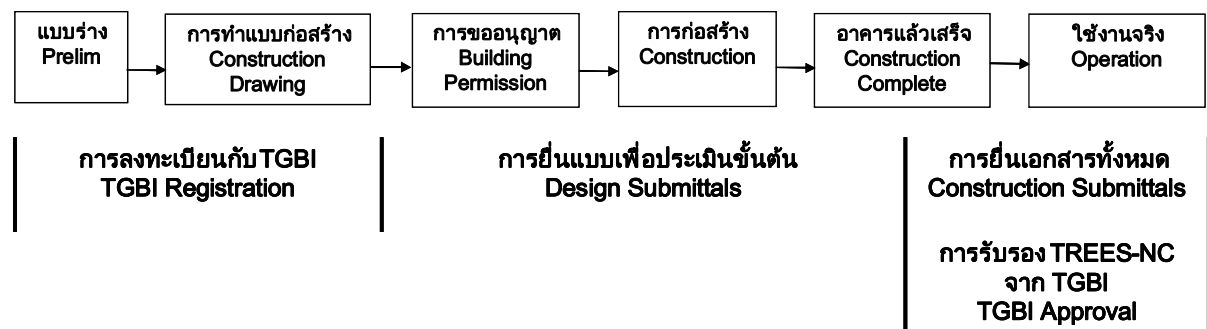 แบบร่าง
Prelim
การทำแบบก่อสร้าง
Construction
Drawing
การขออนุญาต
Building
Permission
การก่อสร้าง
Construction
อาคารแล้วเสร็จ
Construction
Complete
ใช้งานจริง
Operation
การลงทะเบียนกับ TGBI
TGBI Registration
การยื่นแบบเพื่อประเมินขั้นต้น
Design Submittals
การยื่นเอกสารทั้งหมด
Construction Submittals
การรับรอง TREES-NC
จาก TGBI
TGBI Approval